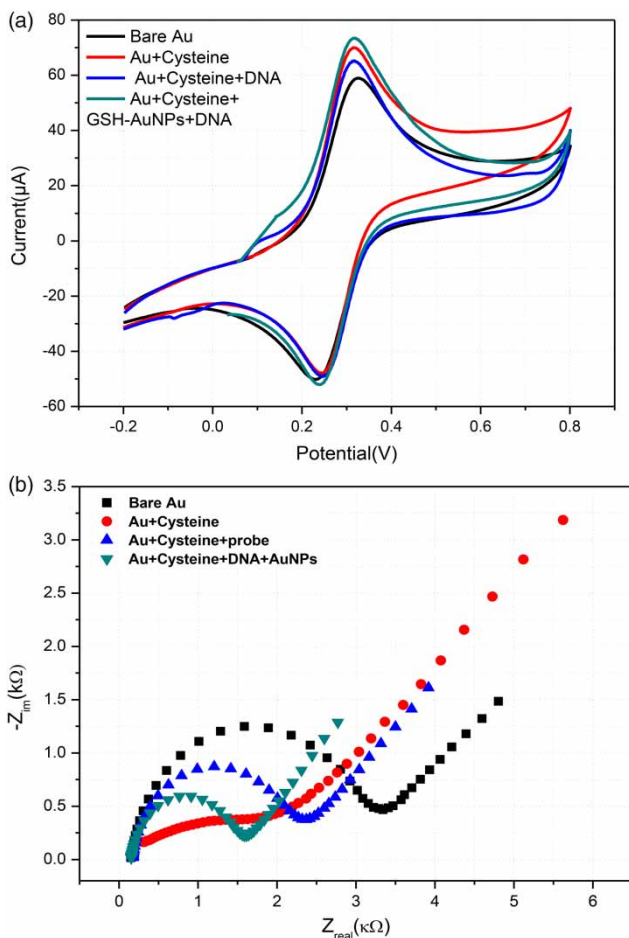 (a)
Bare Au
Au+Cysteine
Au+Cysteine+DNA
Au+Cysteine+
GSH-AuNPs+DNA
80
60
40
20
0
-20
-40
-60
Current(µA)
-0.2 0.0 0.2 0.4 0.6 0.8
Potential(V)
(b)
Bare Au
Au+Cysteine
Au+Cysteine+probe
Au+Cysteine+DNA+AuNPs
3.5
3.0
2.5
2.0
1.5
1.0
0.5
0.0
-Zim(kΩ)
0 1 2 3 4 5 6
Zreal(κΩ)